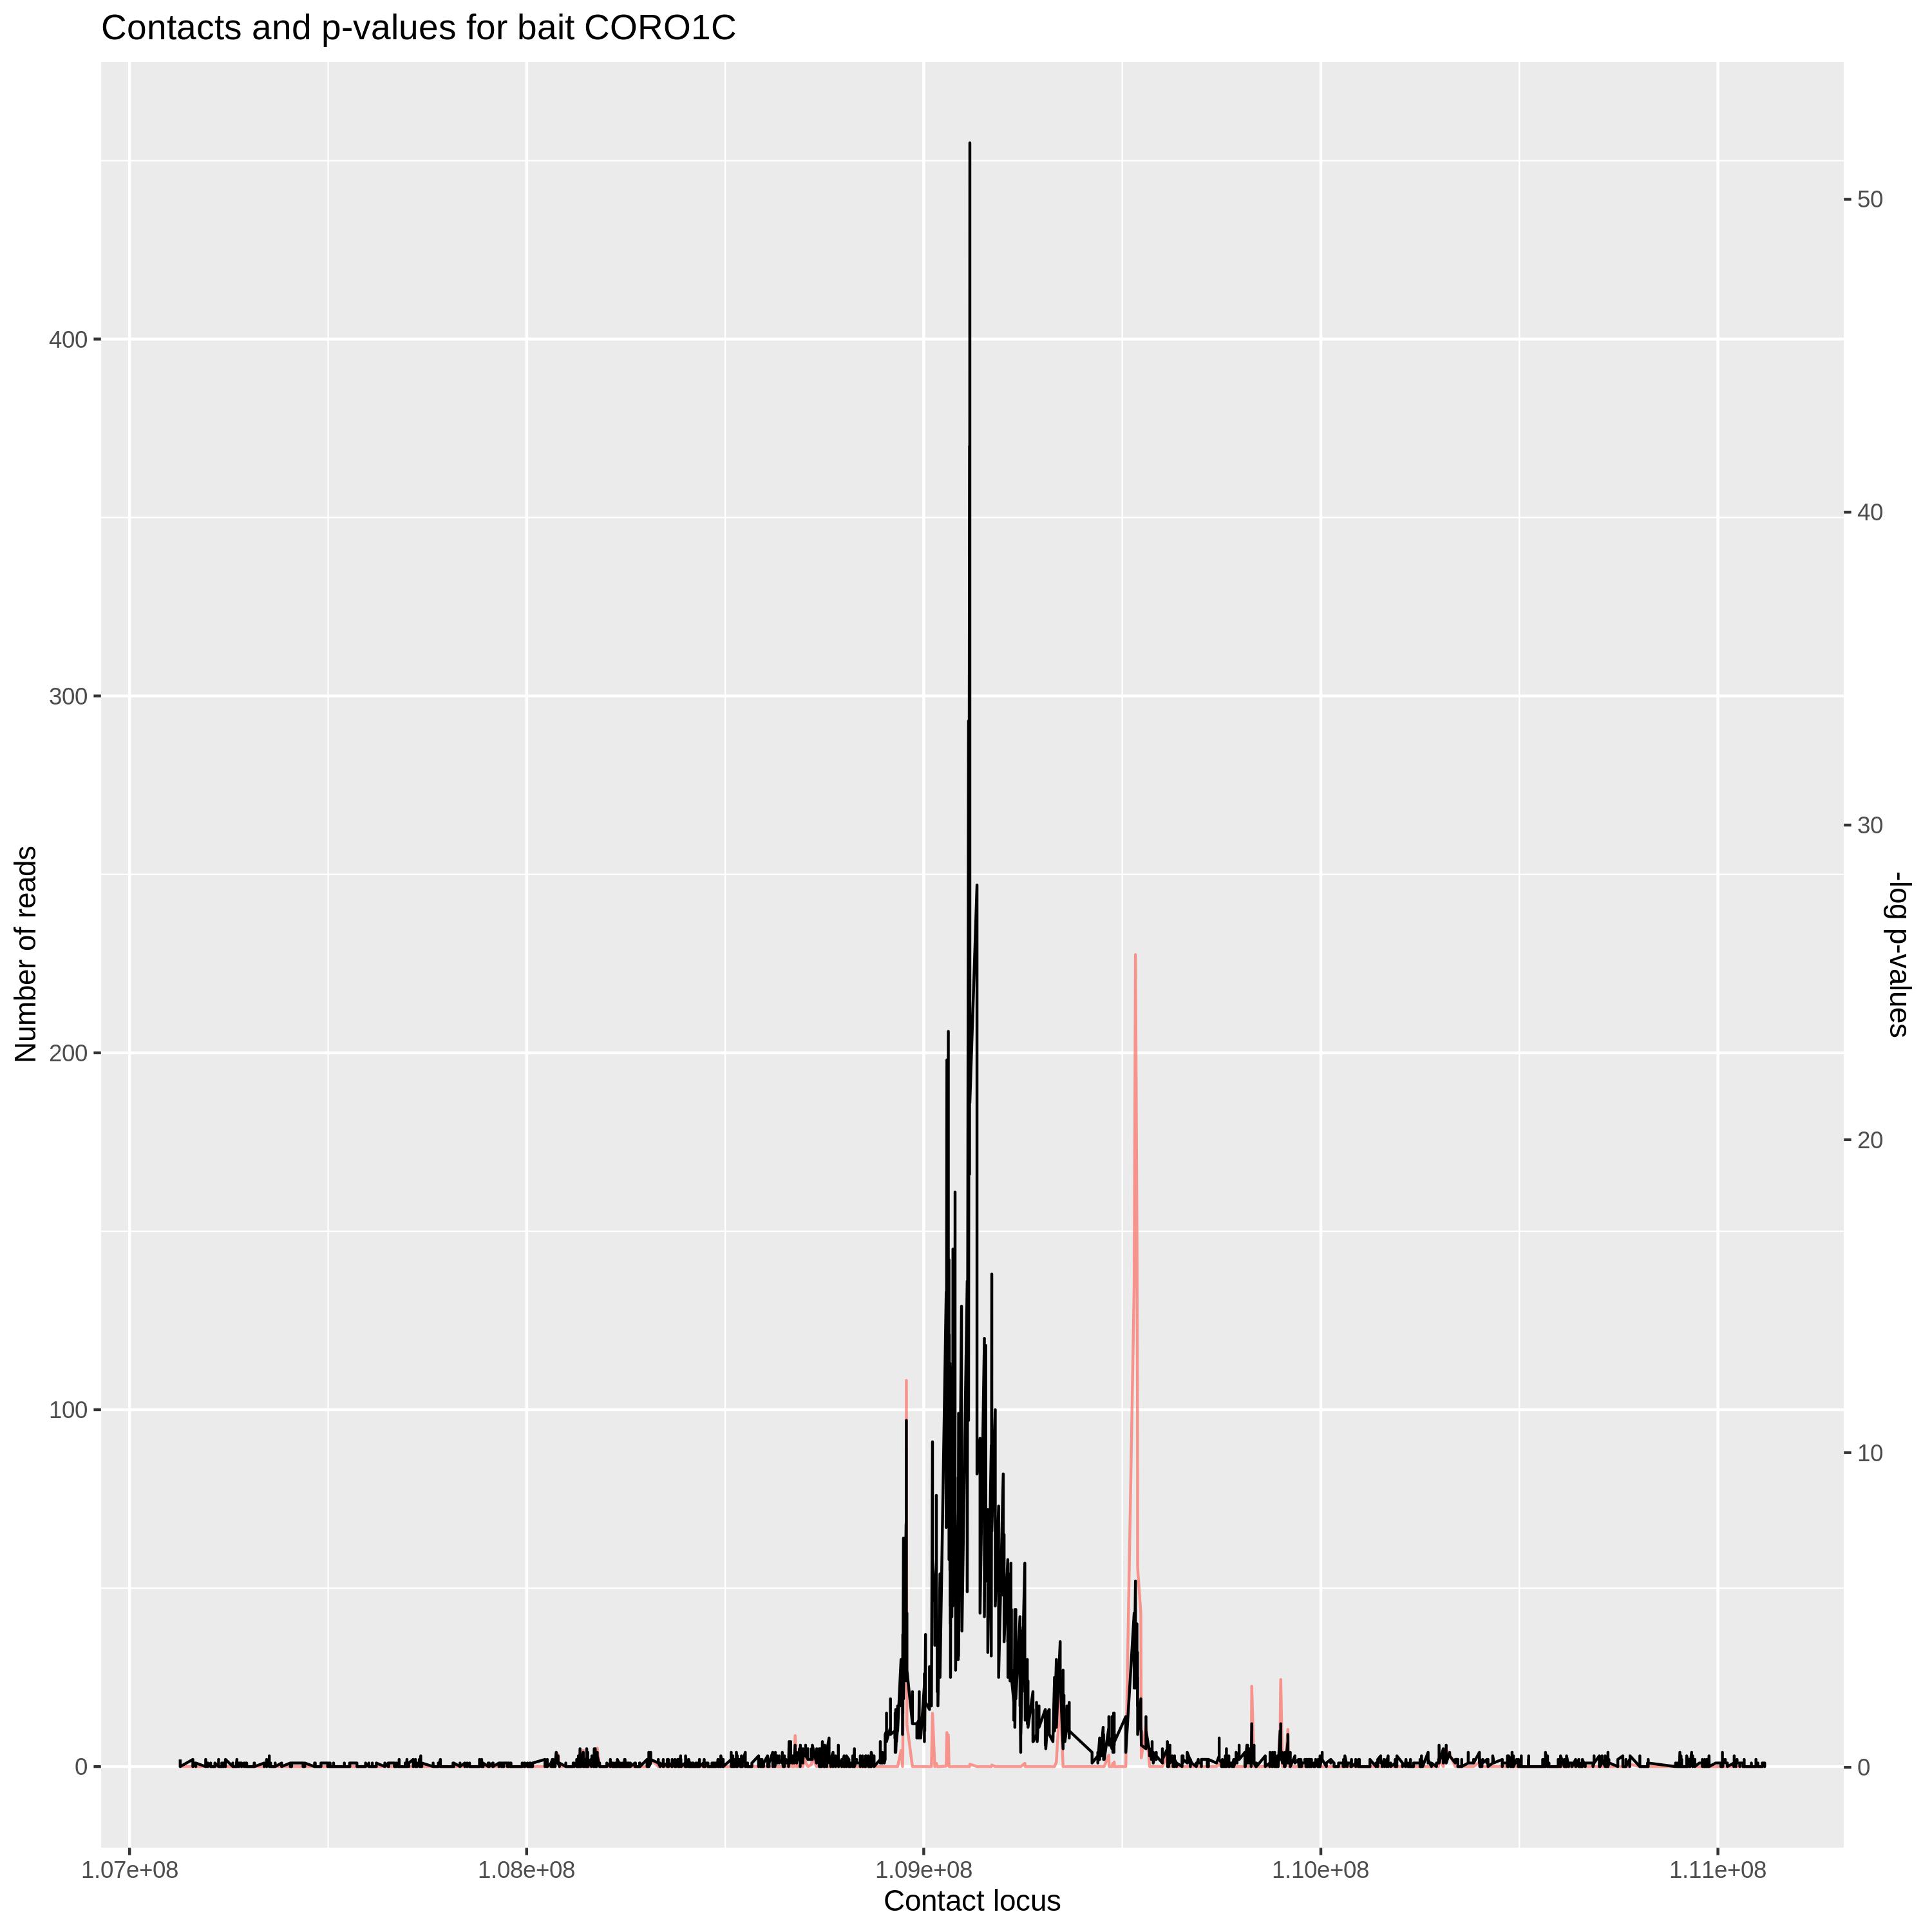 Contacts and p-values for bait CORO1C
Number of reads
400
300
200
100
0
50
40
30
20
10
0
-log p-values
1.07e+08 1.08e+08 1.09e+08 1.10e+08 1.11e+08
Contact locus